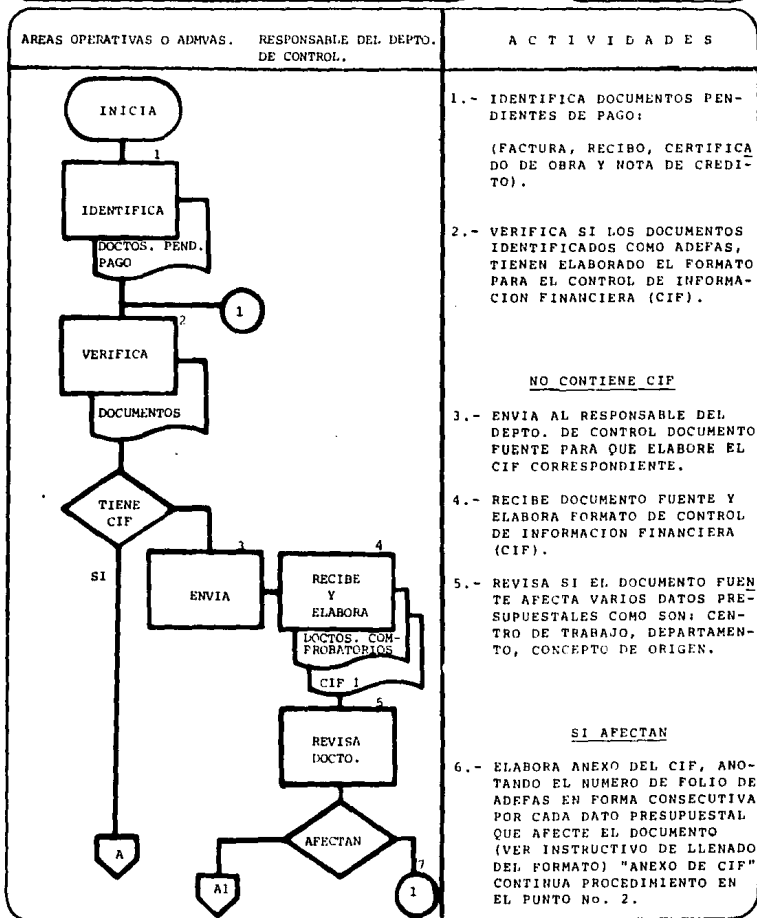 AREAS OPERATIVAS O ADMVAS.
RESPONSABLE DEL DEPTO.
DE CONTROL.
A C T I V I D A D E S
INICIA
1
IDENTIFICA
DOCTOS. PEND.
PAGO
1
2
VERIFICA
DOCUMENTOS
TIENE
CIF
SI
3
ENVIA
4
RECIBE
Y
ELABORA
DOCTOS. COM-
PROBATORIOS
CIF 1
5
REVISA
DOCTO.
AFECTAN
7
A
A1
1
1.- IDENTIFICA DOCUMENTOS PEN-
DIENTES DE PAGO:
(FACTURA, RECIBO, CERTIFICA
DO DE OBRA Y NOTA DE CREDI-
TO).
2.- VERIFICA SI LOS DOCUMENTOS
IDENTIFICADOS COMO ADEFAS,
TIENEN ELABORADO EL FORMATO
PARA EL CONTROL DE INFORMA-
CION FINANCIERA (CIF).
NO CONTIENE CIF
3.- ENVIA AL RESPONSABLE DEL
DEPTO. DE CONTROL DOCUMENTO
FUENTE PARA QUE ELABORE EL
CIF CORRESPONDIENTE.
4.- RECIBE DOCUMENTO FUENTE Y
ELABORA FORMATO DE CONTROL
DE INFORMACION FINANCIERA
(CIF).
5.- REVISA SI EL DOCUMENTO FUEN
TE AFECTA VARIOS DATOS PRE-
SUPUESTALES COMO SON: CEN-
TRO DE TRABAJO, DEPARTAMEN-
TO, CONCEPTO DE ORIGEN.
SI AFECTAN
6.- ELABORA ANEXO DEL CIF, ANO-
TANDO EL NUMERO DE FOLIO DE
ADEFAS EN FORMA CONSECUTIVA
POR CADA DATO PRESUPUESTAL
QUE AFECTE EL DOCUMENTO
(VER INSTRUCTIVO DE LLENADO
DEL FORMATO) "ANEXO DE CIF"
CONTINUA PROCEDIMIENTO EN
EL PUNTO No. 2.